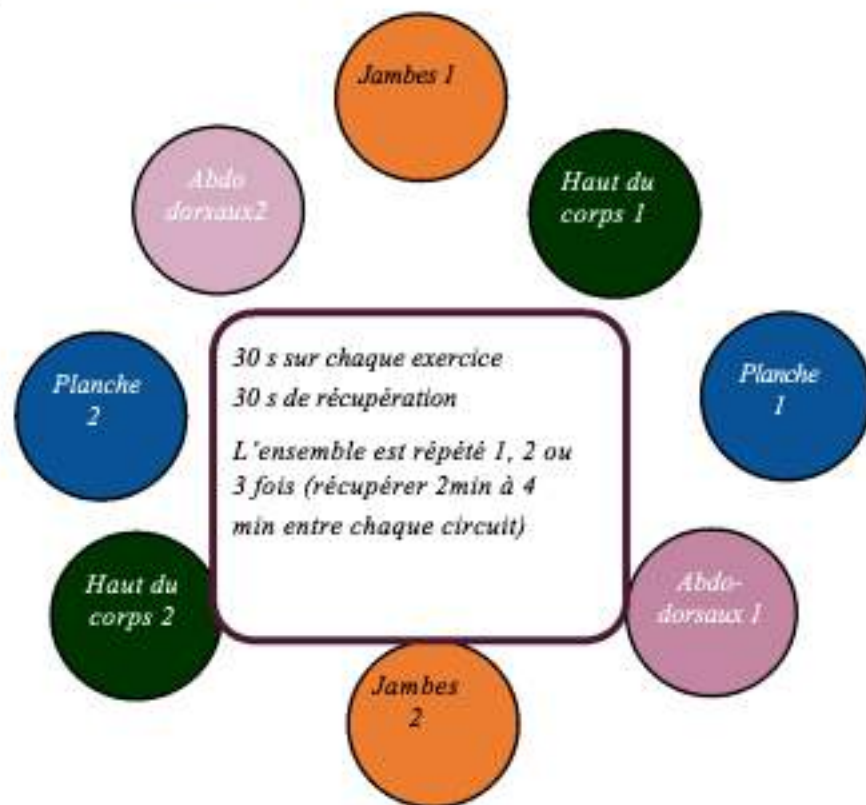 Jambes 1
Haut du
corps 1
Planche
1
Abdo-
dorsaux 1
Jambes
2
Haut du
corps 2
Planche
2
Abdo
dorsaux2
30 s sur chaque exercice
30 s de récupération
L'ensemble est répété 1, 2 ou
3 fois (récupérer 2min à 4
min entre chaque circuit)